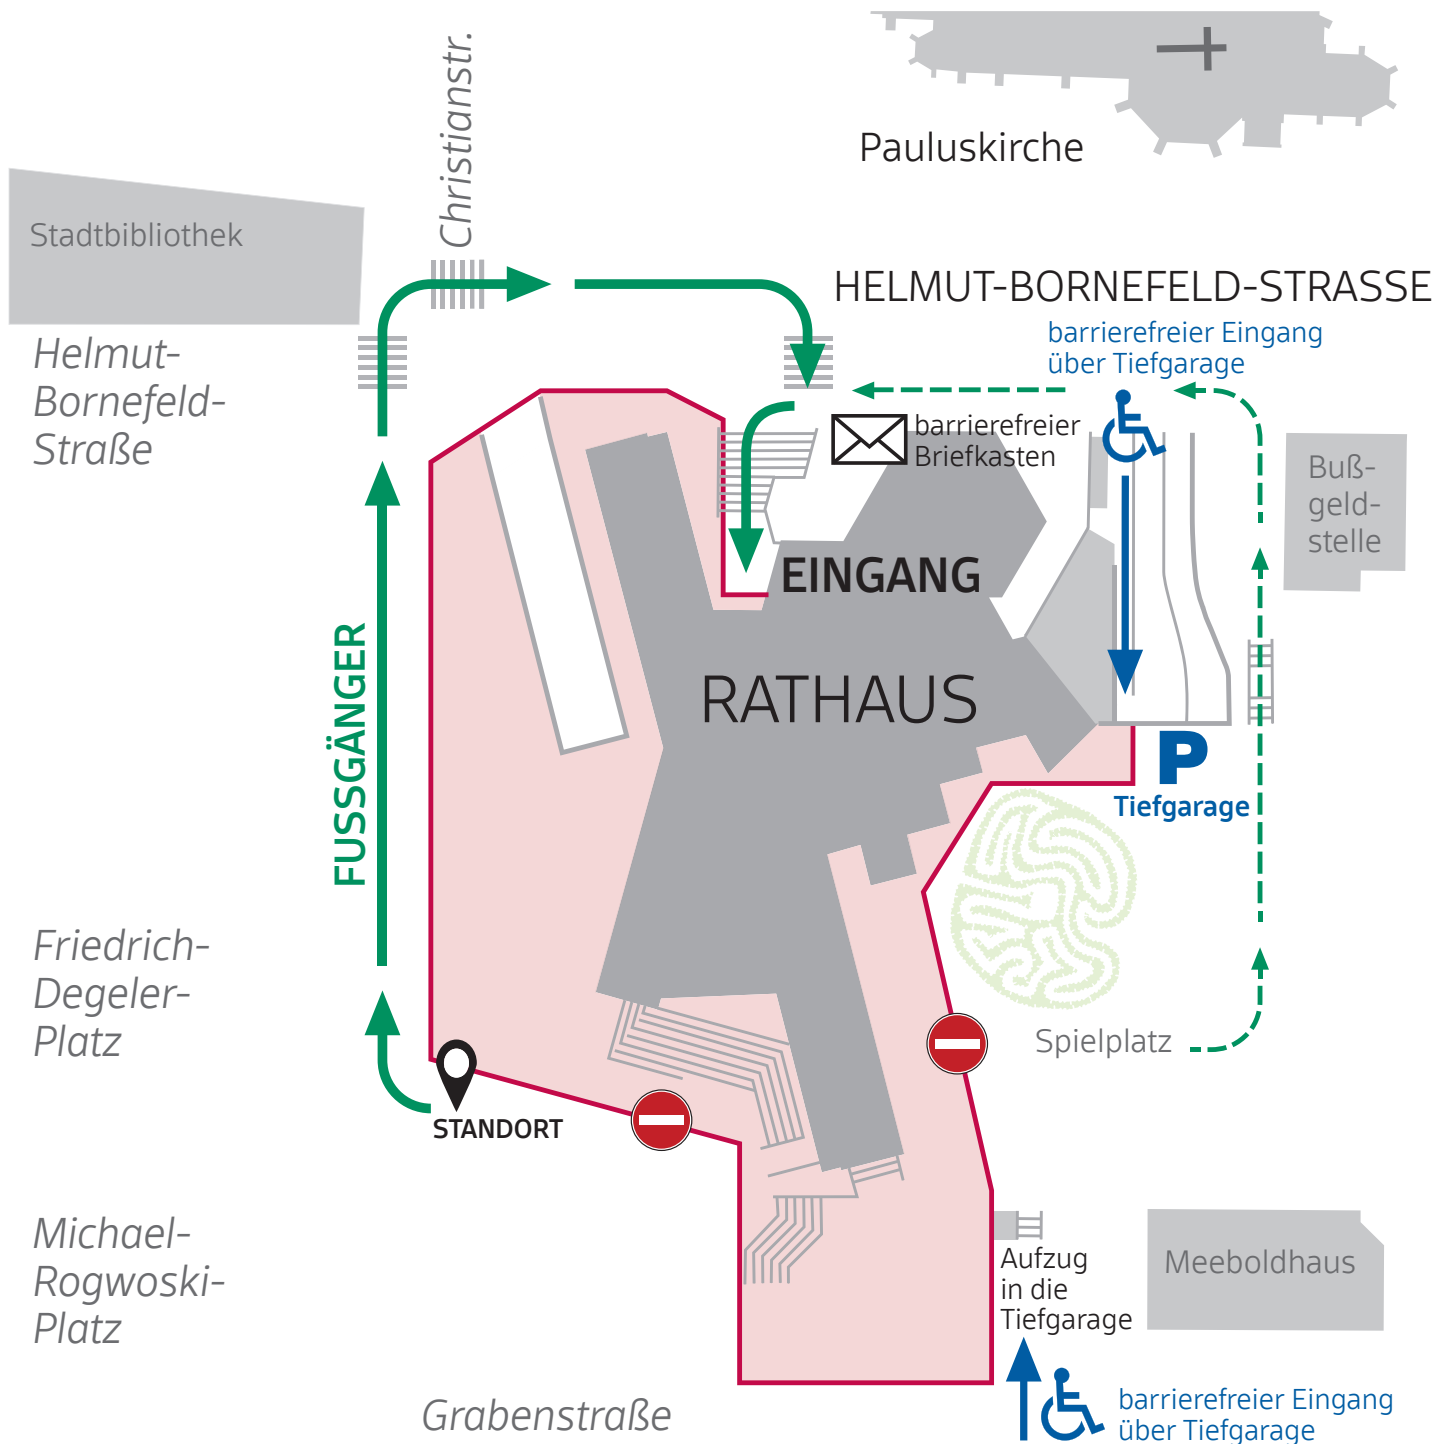 Christianstr.
Pauluskirche
Stadtbibliothek
HELMUT-BORNEFELD-STRASSE
barrierefreier Eingang
über Tiefgarage
Helmut-
Bornefeld-
Straße
barrierefreier
Briefkasten
Buß-
geld-
stelle
EINGANG
RATHAUS
FUSSGÄNGER
P
Tiefgarage
Friedrich-
Degeler-
Platz
Spielplatz
STANDORT
Michael-
Rogwoski-
Platz
Aufzug
in die
Tiefgarage
Meeboldhaus
Grabenstraße
barrierefreier Eingang
über Tiefgarage